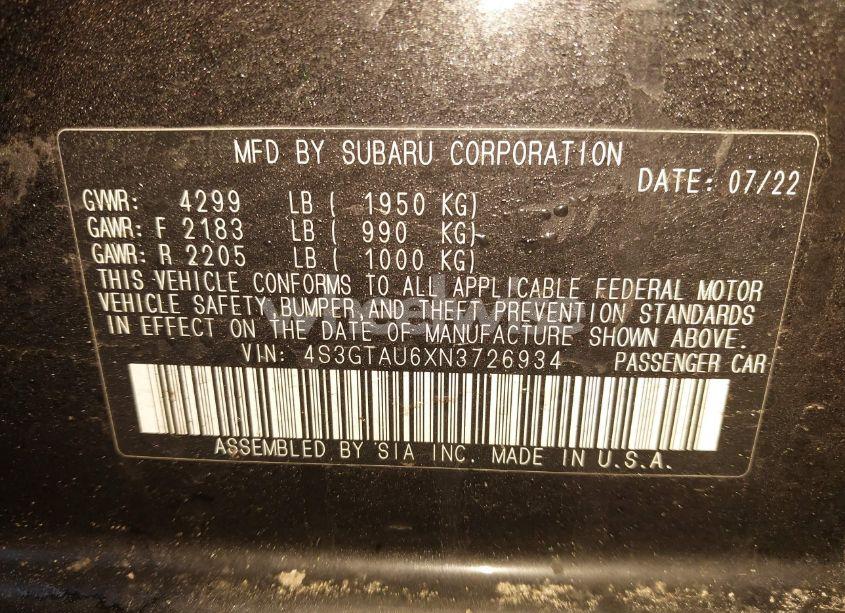 MFD BY SUBARU CORPORATION
DATE: 07/22
GVWR: 4299 LB ( 1950 KG)
GAWR: F 2183 LB ( 990 KG)
GAWR: R 2205 LB ( 1000 KG)
THIS VEHICLE CONFORMS TO ALL APPLICABLE FEDERAL MOTOR
VEHICLE SAFETY, BUMPER, AND THEFT PREVENTION STANDARDS
IN EFFECT ON THE DATE OF MANUFACTURE SHOWN ABOVE.
VIN: 4S3GTAU6XN3726934 PASSENGER CAR
ASSEMBLED BY SIA INC. MADE IN U.S.A.